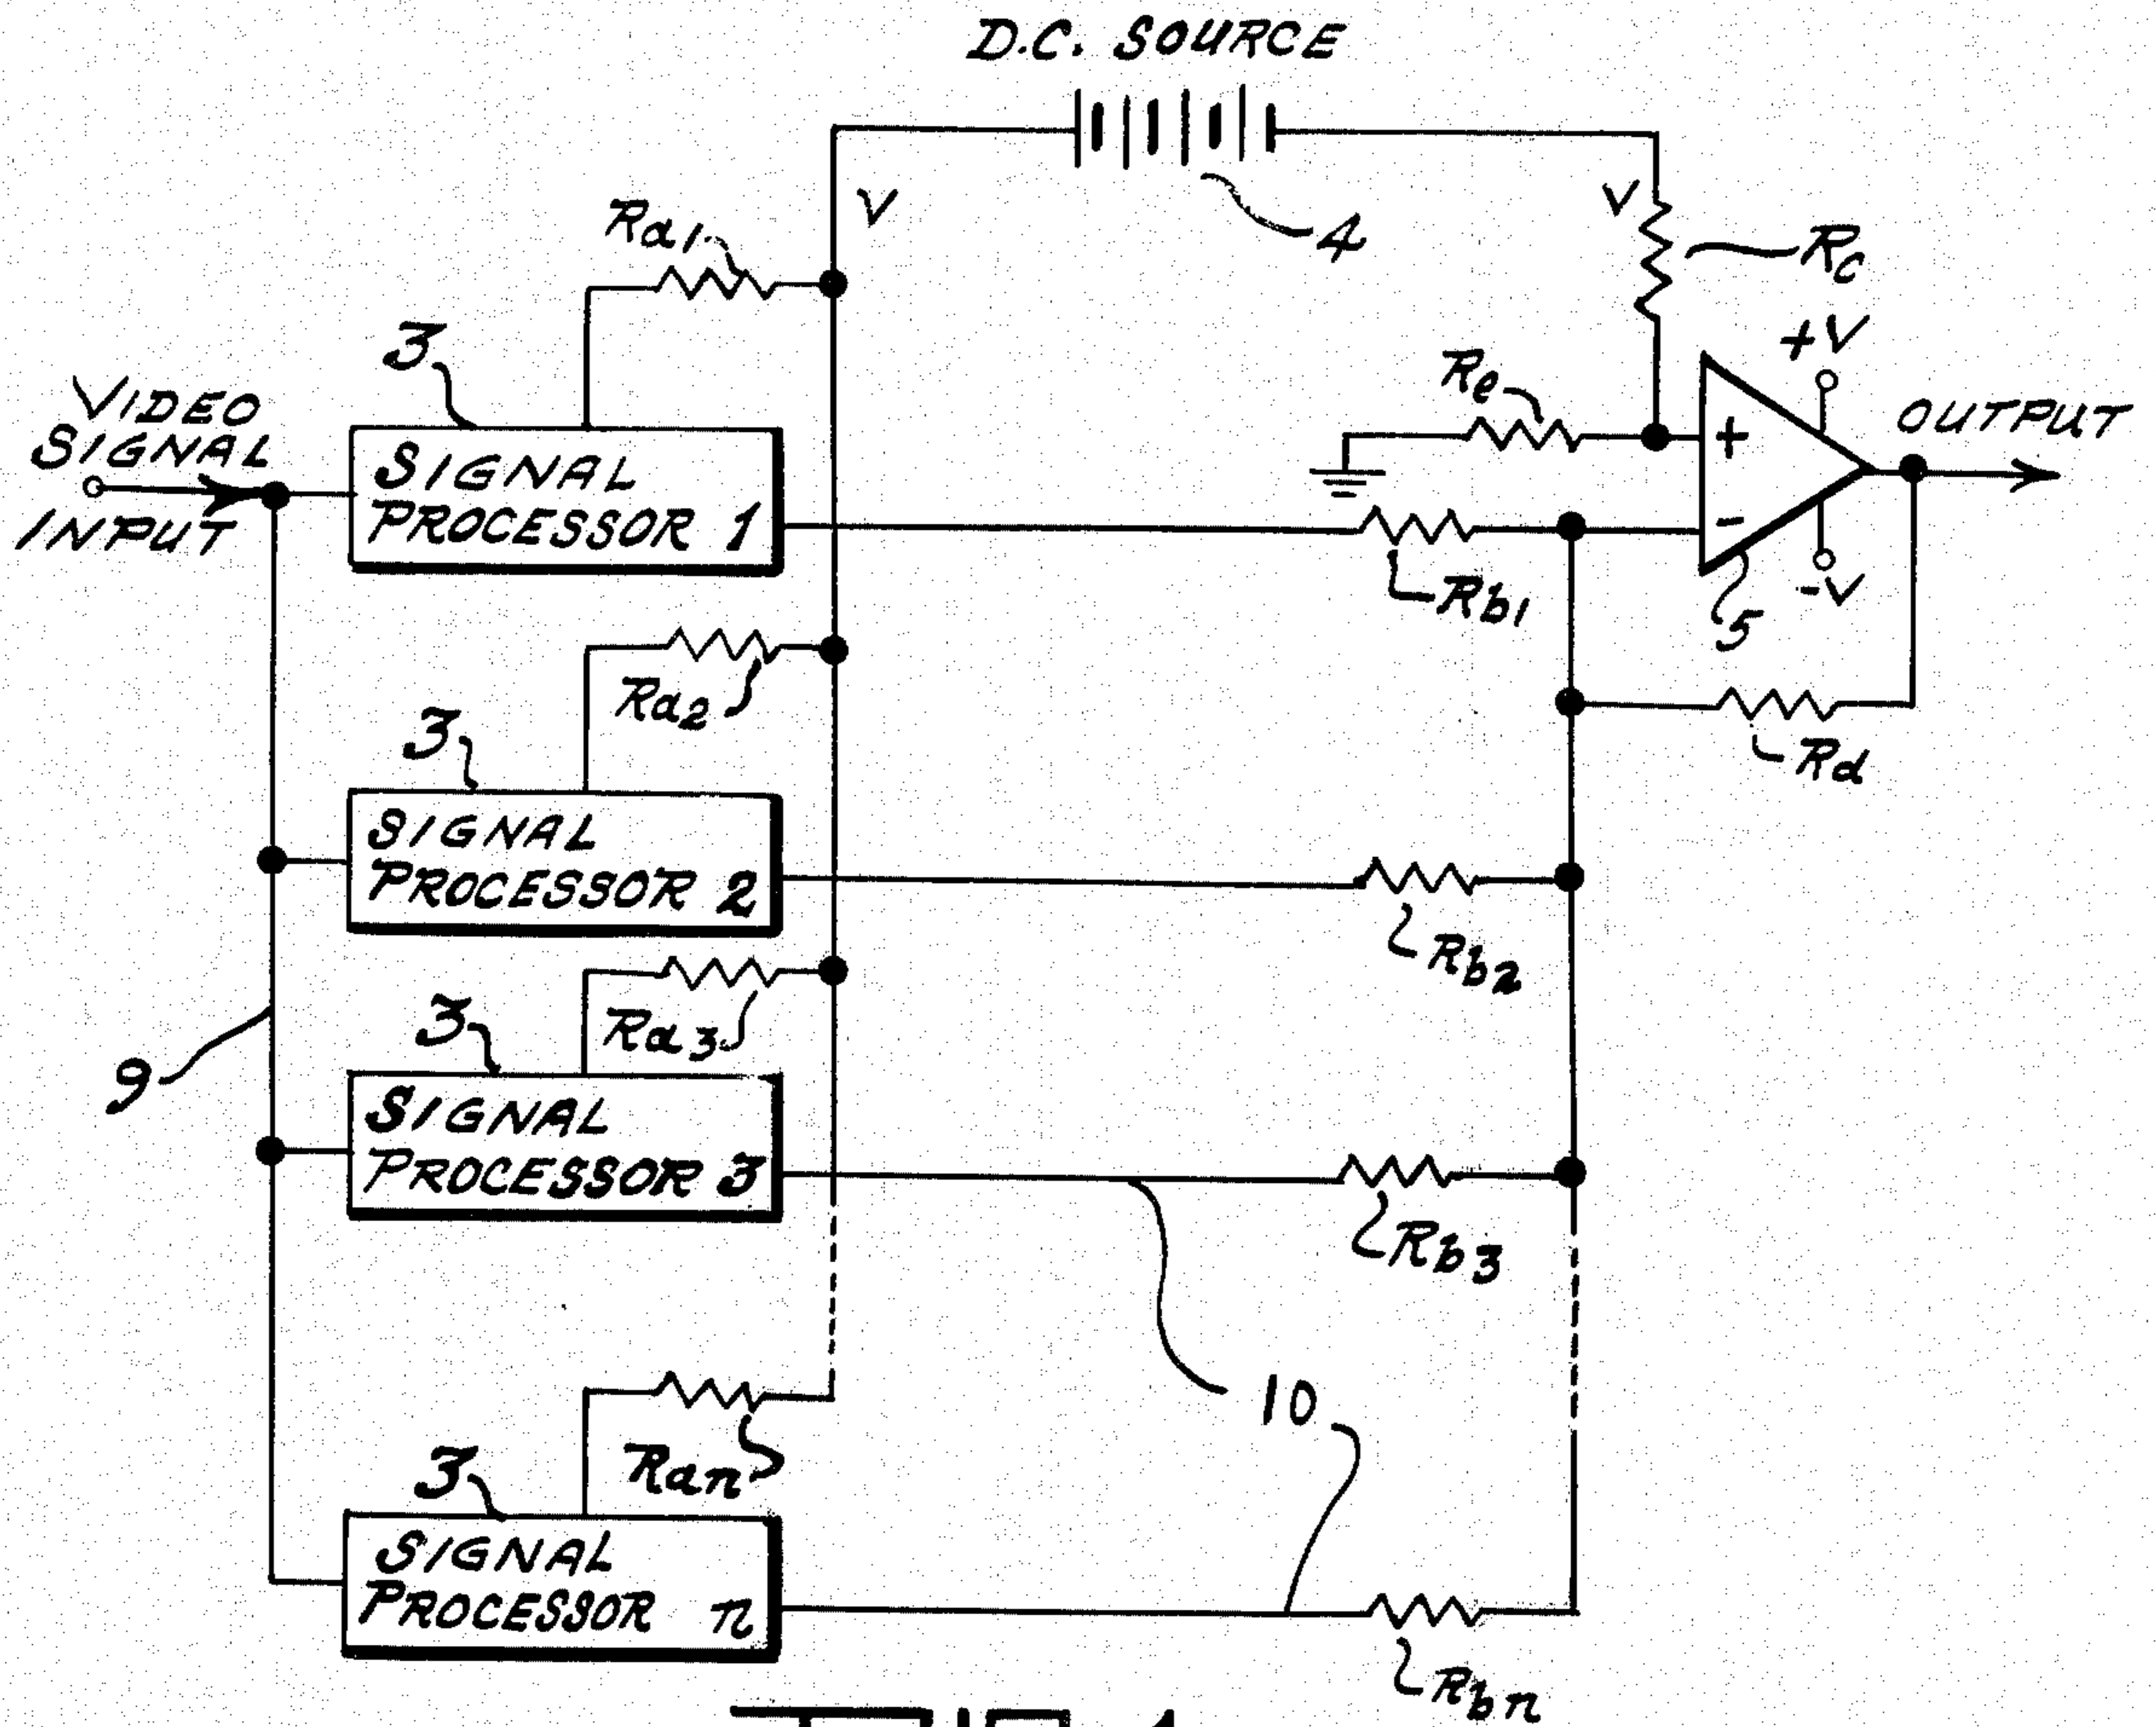 D.C. SOURCE
V
V
4
Ra1
Rc
3
+V
Re
VIDEO
SIGNAL
INPUT
SIGNAL
PROCESSOR 1
+
-
OUTPUT
Rb1
5
-V
Ra2
3
Rd
SIGNAL
PROCESSOR 2
Rb2
Ra3
3
9
SIGNAL
PROCESSOR 3
Rb3
10
Ran
3
SIGNAL
PROCESSOR n
Rbn